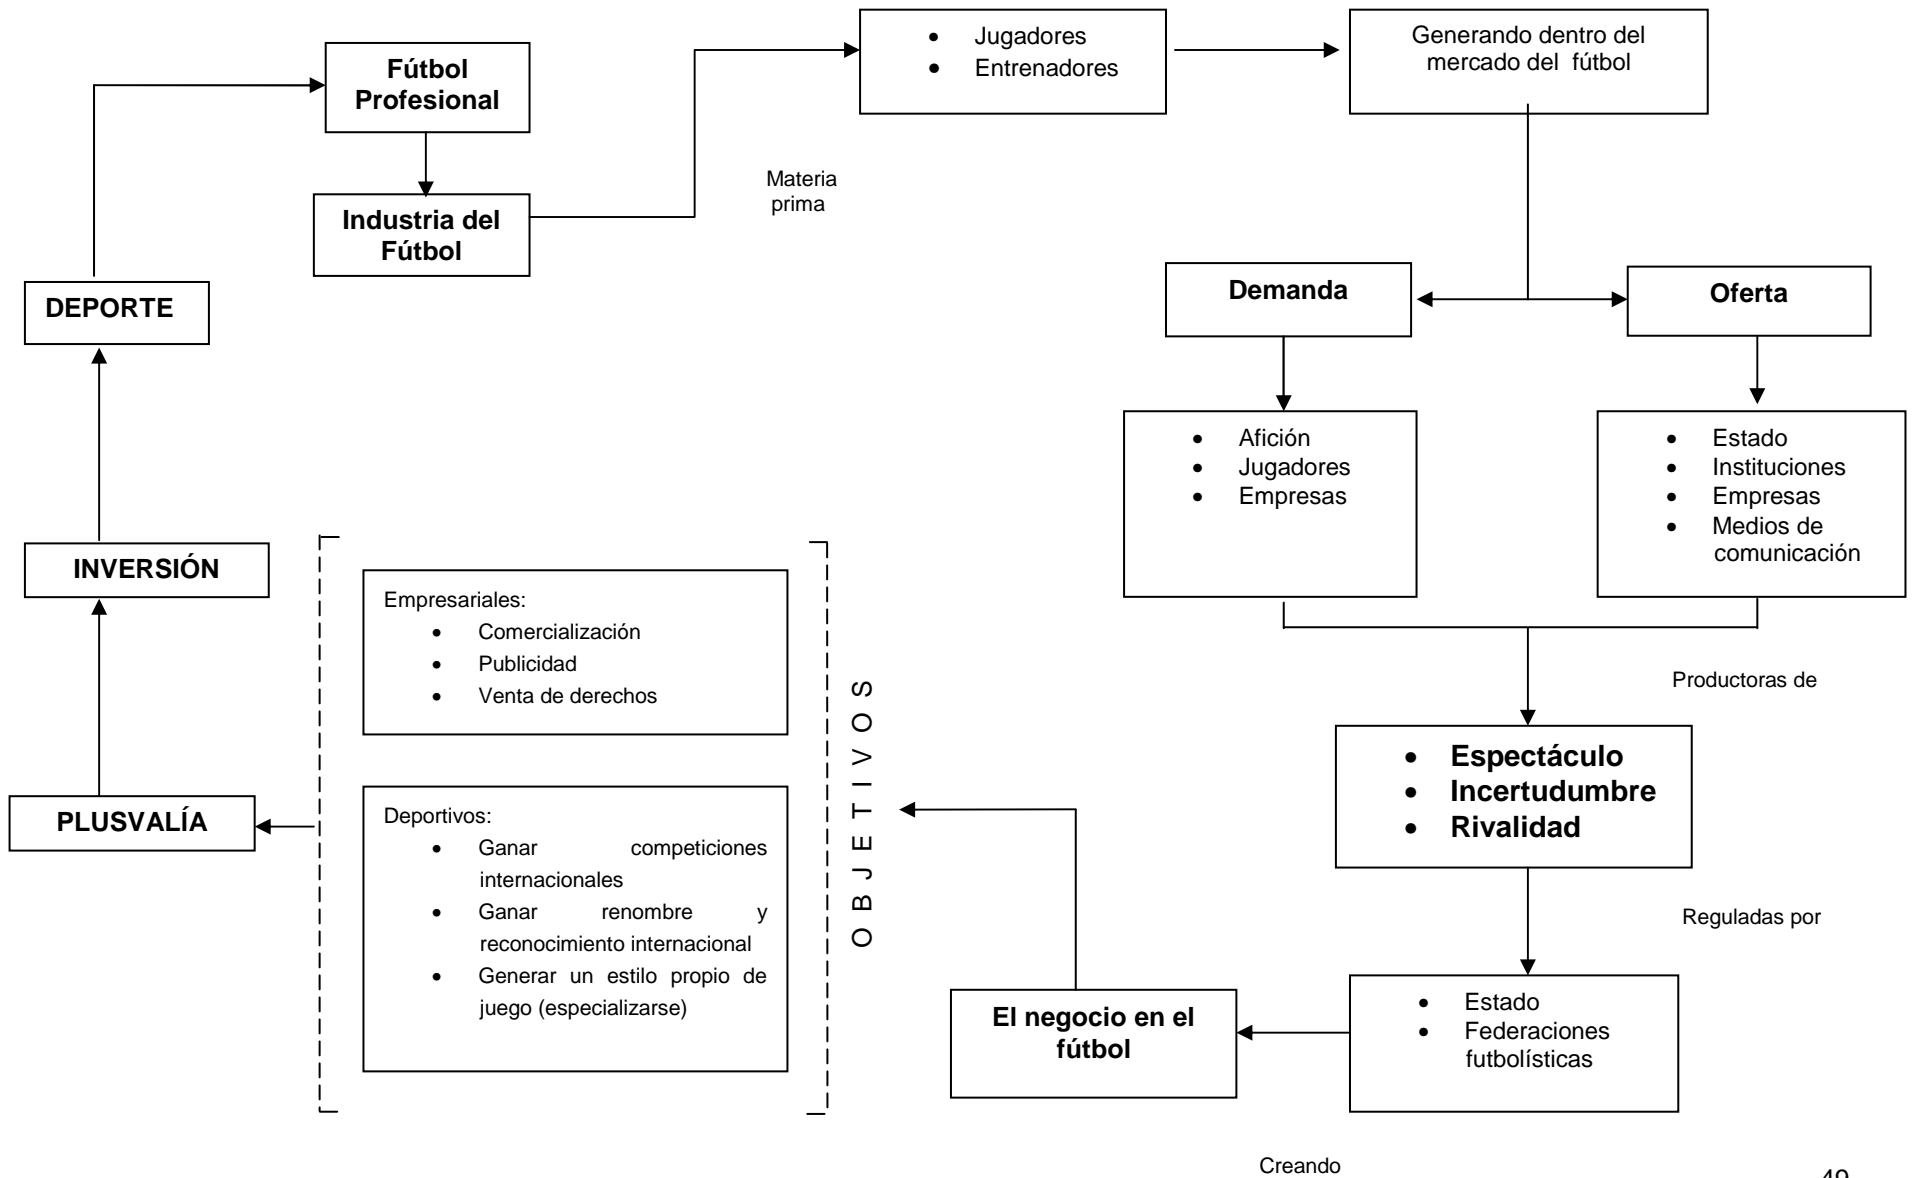 Fútbol
Profesional
Industria del
Fútbol
Materia
prima
• Jugadores
• Entrenadores
Generando dentro del
mercado del fútbol
Demanda
Oferta
• Afición
• Jugadores
• Empresas
• Estado
• Instituciones
• Empresas
• Medios de
comunicación
Productoras de
• Espectáculo
• Incertudumbre
• Rivalidad
Reguladas por
• Estado
• Federaciones
futbolísticas
Creando
El negocio en el
fútbol
OBJETIVOS
Empresariales:
• Comercialización
• Publicidad
• Venta de derechos
Deportivos:
• Ganar competiciones
internacionales
• Ganar renombre y
reconocimiento internacional
• Generar un estilo propio de
juego (especializarse)
PLUSVALÍA
INVERSIÓN
DEPORTE
49